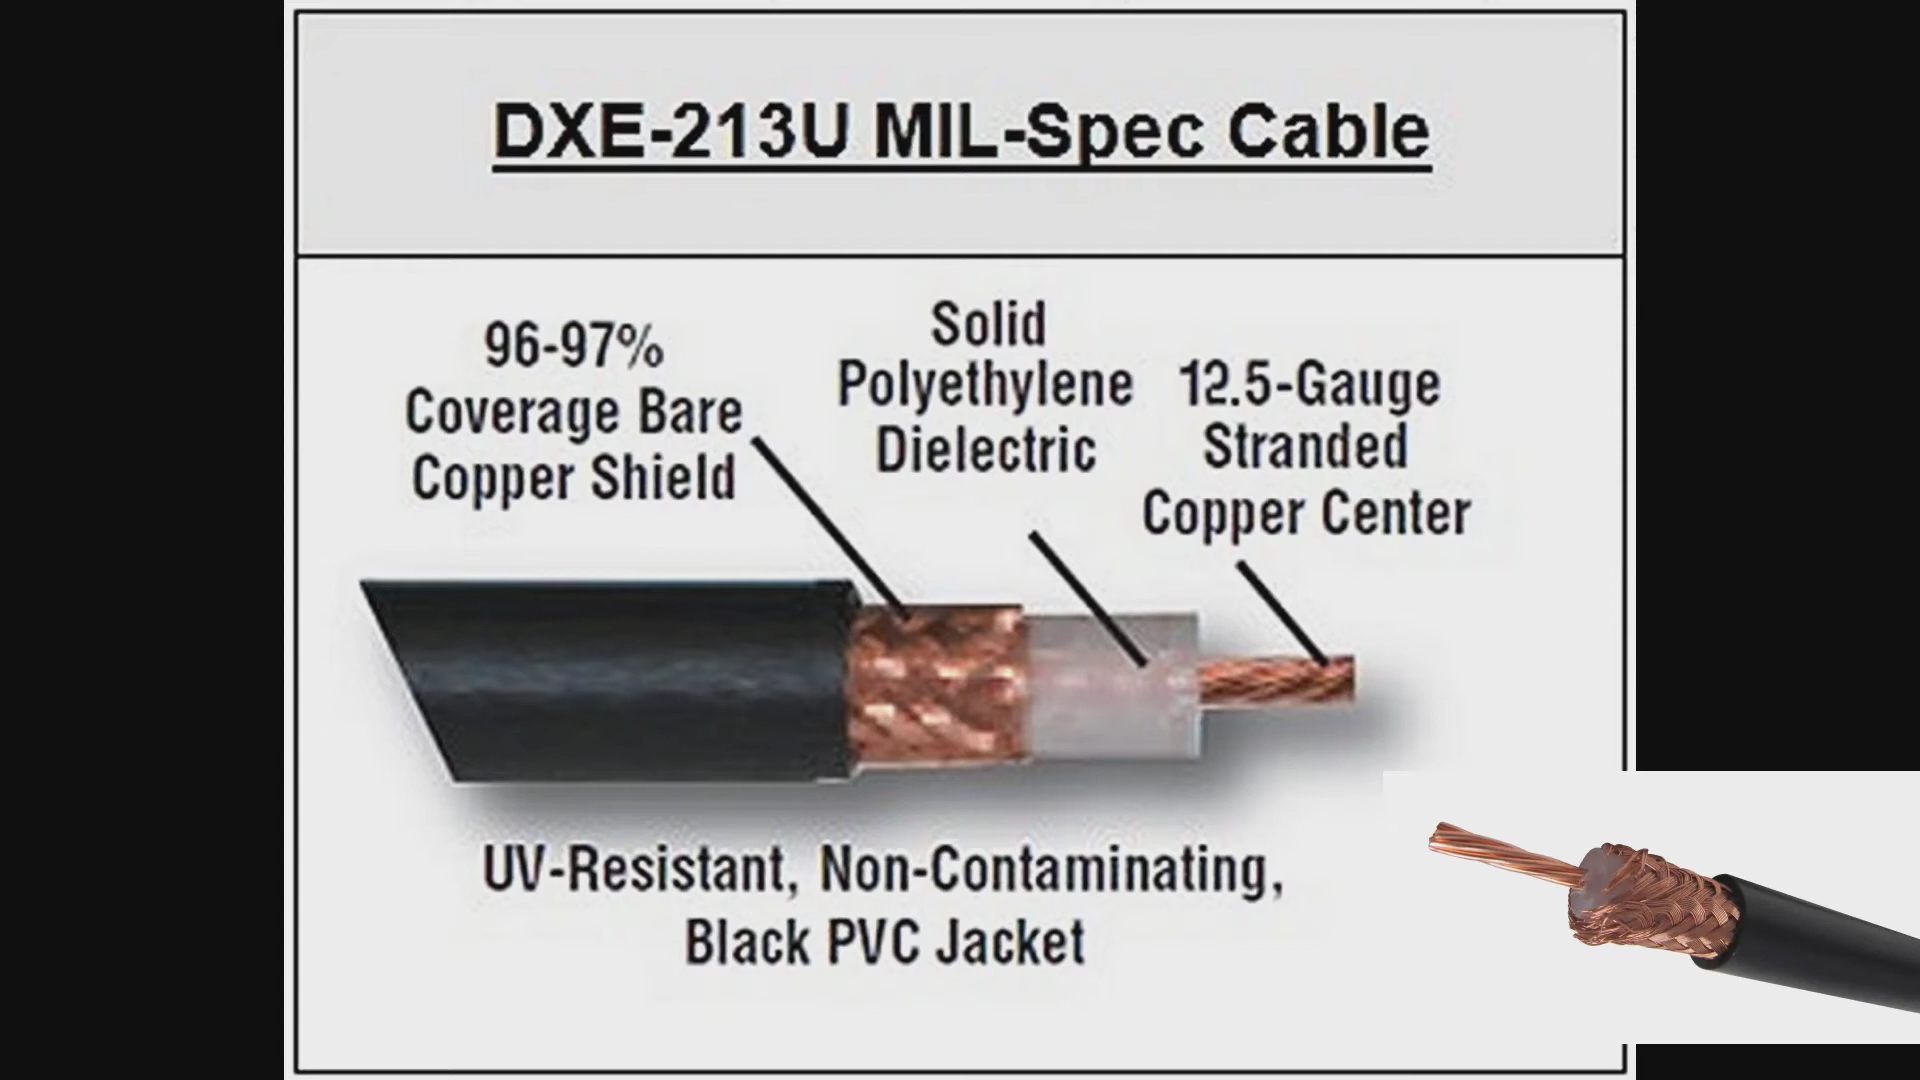 DXE-213U MIL-Spec Cable
96-97%
Coverage Bare
Copper Shield
Solid
Polyethylene
Dielectric
12.5-Gauge
Stranded
Copper Center
UV-Resistant, Non-Contaminating,
Black PVC Jacket